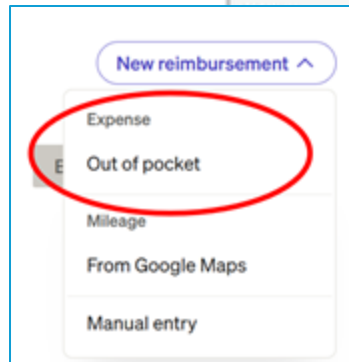 New reimbursement
Expense
Out of pocket
Mileage
From Google Maps
Manual entry